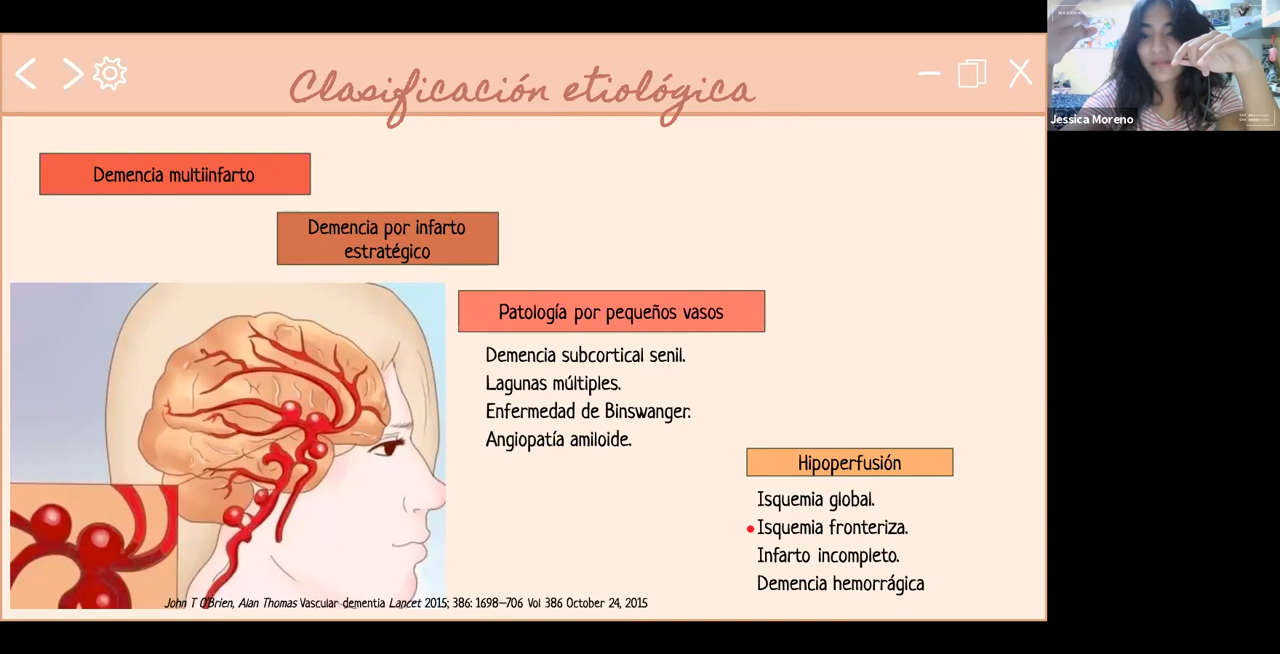 Clasificación etiológica
Jessica Moreno
Demencia multiinfarto
Demencia por infarto
estratégico
Patología por pequeños vasos
Demencia subcortical senil.
Lagunas múltiples.
Enfermedad de Binswanger.
Angiopatía amiloide.
Hipoperfusión
Isquemia global.
Isquemia fronteriza.
Infarto incompleto.
Demencia hemorrágica
John T O'Brien, Alan Thomas Vascular dementia Lancet 2015; 386: 1698–706 Vol 386 October 24, 2015